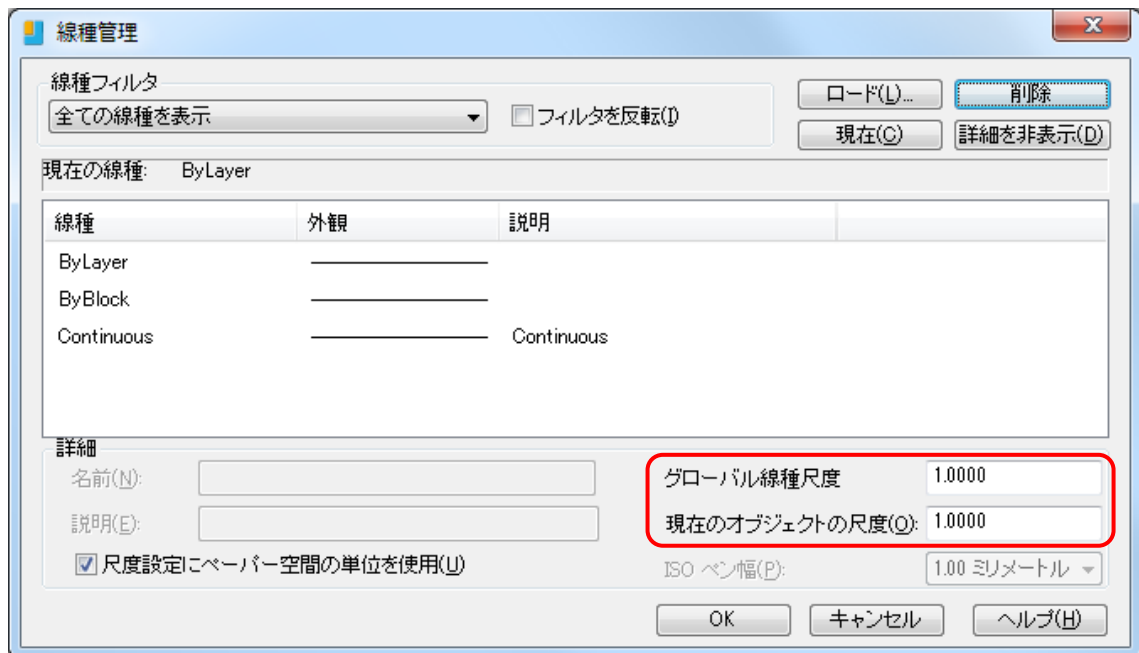 線種管理
線種フィルタ
全ての線種を表示
フィルタを反転(I)
ロード(L)...
削除
現在(C)
詳細を非表示(D)
現在の線種: ByLayer
線種 外観 説明
ByLayer
ByBlock
Continuous Continuous
詳細
名前(N):
グローバル線種尺度 1.0000
説明(E):
現在のオブジェクトの尺度(O): 1.0000
尺度設定にペーパー空間の単位を使用(U)
ISO ペン幅(P): 1.00 ミリメートル
OK キャンセル ヘルプ(H)